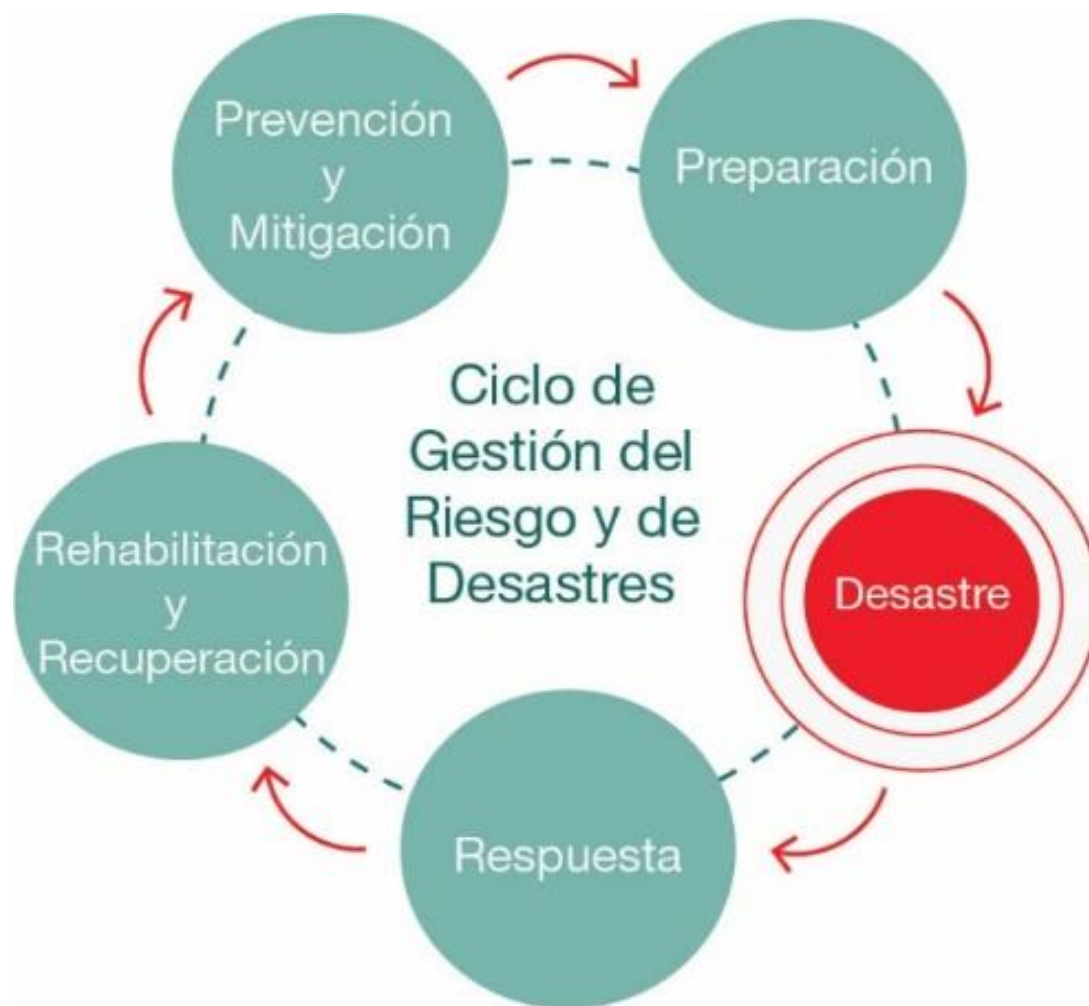 Prevención
y
Mitigación
Preparación
Ciclo de
Gestión del
Riesgo y de
Desastres
Desastre
Rehabilitación
y
Recuperación
Respuesta